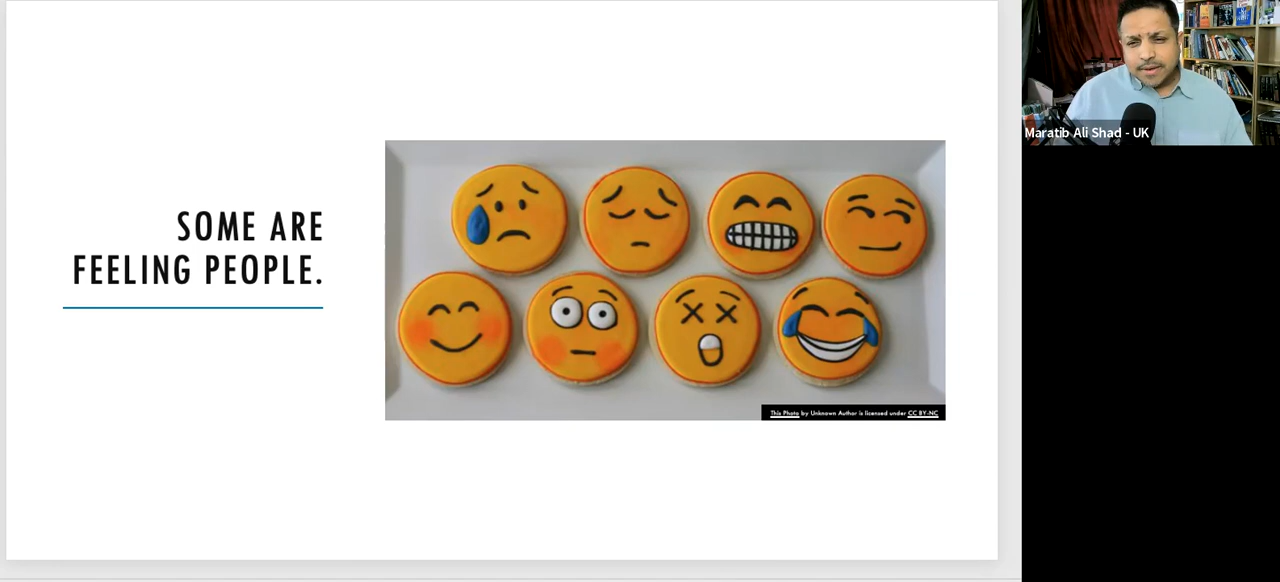 SOME ARE
FEELING PEOPLE.
This Photo by Unknown Author is licensed under CC BY-NC
Maratib Ali Shad - UK